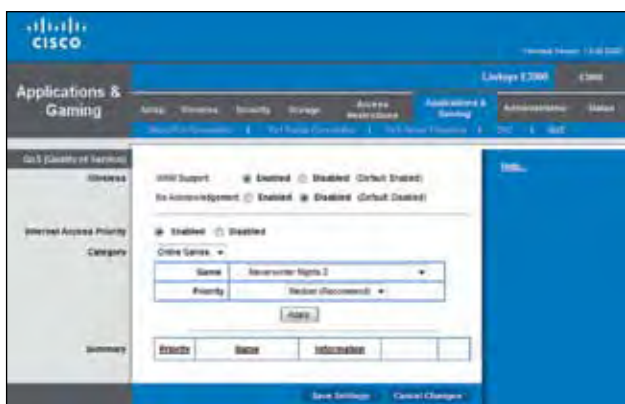 CISCO
Linksys E3000
Applications & Gaming
Setup Wireless Security Storage Access Restrictions Applications & Gaming Administration Status
QoS (Quality of Service)
Wireless
WMM Support Enabled Disabled (Default Enabled)
No Acknowledgement Enabled Disabled (Default Disabled)
Help...
Internet Access Priority Enabled Disabled
Category Online Games
Game Neverwinter Nights 2
Priority Medium (Recommend)
Apply
Summary Priority Name Information
Save Settings Cancel Changes